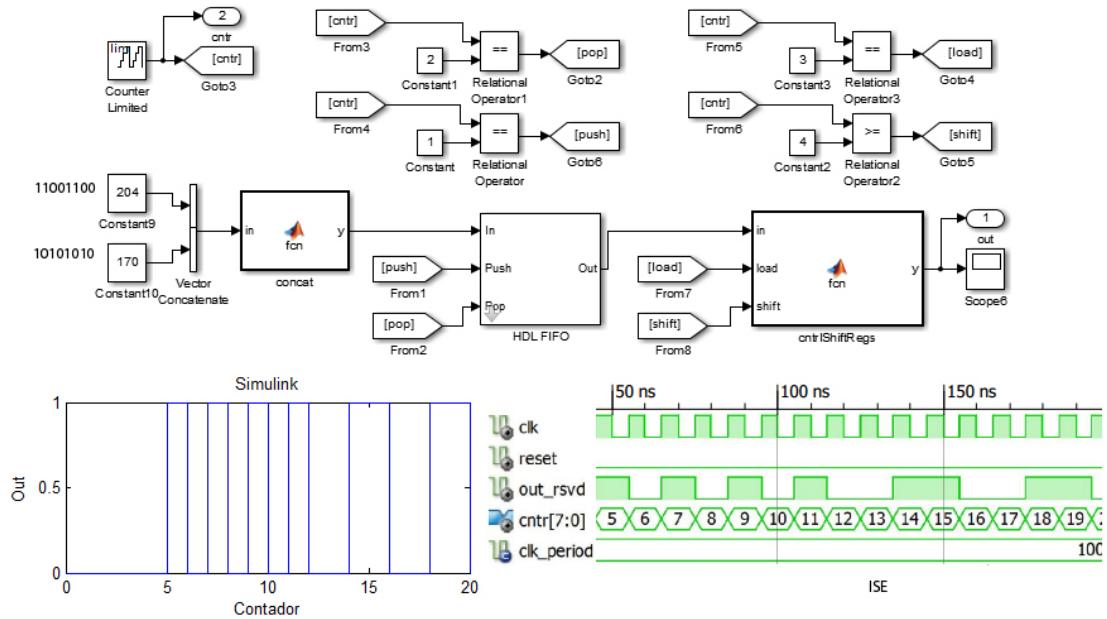 2
cntr
lim
Counter
Limited
[cntr]
Goto3
[cntr]
From3
2
Constant1
==
Relational
Operator1
[pop]
Goto2
[cntr]
From4
1
Constant
==
Relational
Operator
[push]
Goto6
[cntr]
From5
3
Constant3
==
Relational
Operator3
[load]
Goto4
[cntr]
From6
4
Constant2
>=
Relational
Operator2
[shift]
Goto5
11001100
204
Constant9
10101010
170
Constant10
Vector
Concatenate
in
fcn
y
concat
[push]
From1
[pop]
From2
In
Push
Pop
Out
HDL FIFO
[load]
From7
[shift]
From8
in
load
shift
fcn
y
cntrlShiftRegs
1
out
Scope6
Simulink
1
0.5
0
Out
0 5 10 15 20
Contador
50 ns 100 ns 150 ns
clk
reset
out_rsvd
cntr[7:0] 5 6 7 8 9 10 11 12 13 14 15 16 17 18 19
clk_period 100
ISE